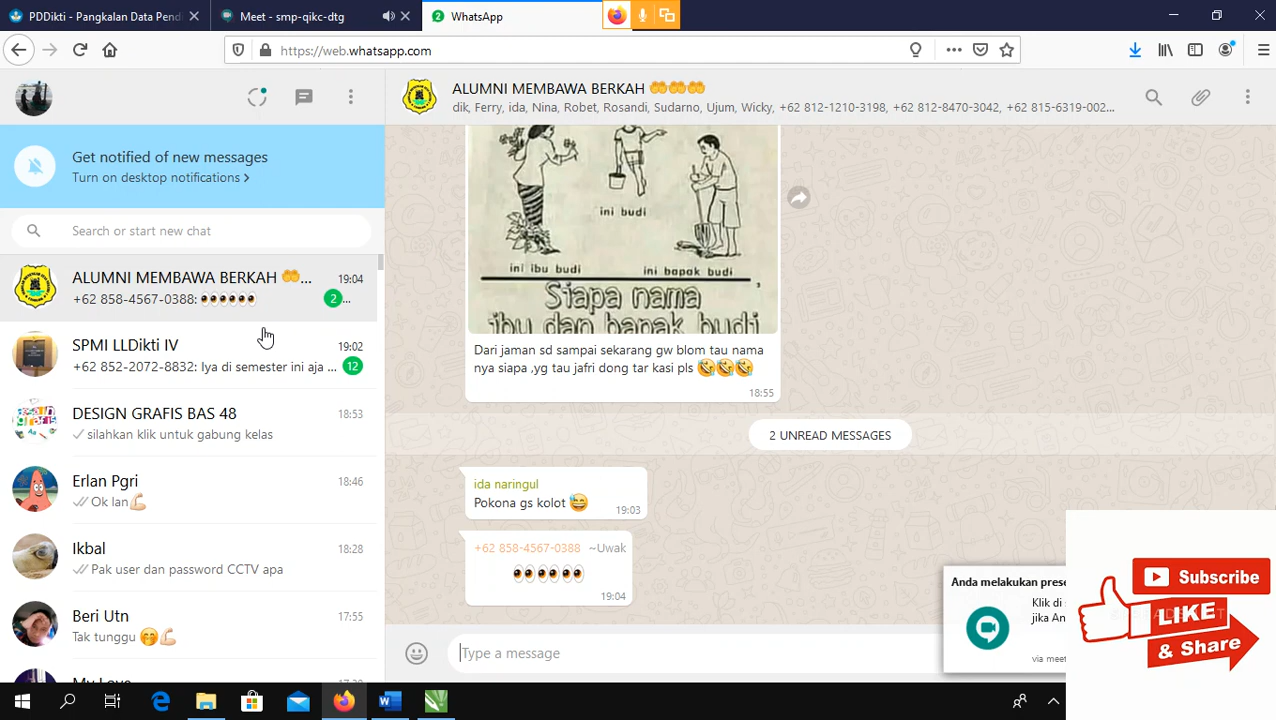 PDDikti - Pangkalan Data Pend
Meet - smp-qikc-dtg
2
WhatsApp
https://web.whatsapp.com
ALUMNI MEMBAWA BERKAH 🤲🤲🤲
dik, Ferry, ida, Nina, Robet, Rosandi, Sudarno, Ujum, Wicky, +62 812-1210-3198, +62 812-8470-3042, +62 815-6319-002...
Get notified of new messages
Turn on desktop notifications >
Search or start new chat
ALUMNI MEMBAWA BERKAH 🤲...
19:04
+62 858-4567-0388: 👀👀👀
2...
SPMI LLDikti IV
19:02
+62 852-2072-8832: Iya di semester ini aja ...
12
DESIGN GRAFIS BAS 48
18:53
silahkan klik untuk gabung kelas
Erlan Pgri
18:46
Ok lan💪🏼
Ikbal
18:28
Pak user dan password CCTV apa
Beri Utn
17:55
Tak tunggu 🤭💪🏼
ini budi
ini ibu budi
ini bapak budi
Siapa nama
ibu dan bapak budi
Dari jaman sd sampai sekarang gw blom tau nama
nya siapa ,yg tau jafri dong tar kasi pls 🤣🤣🤣
18:55
2 UNREAD MESSAGES
ida naringul
Pokona gs kolot 😅
19:03
+62 858-4567-0388 ~Uwak
👀👀👀
19:04
Type a message
Anda melakukan prese
Klik di s
jika An
via meet
Subscribe
LIKE
& Share